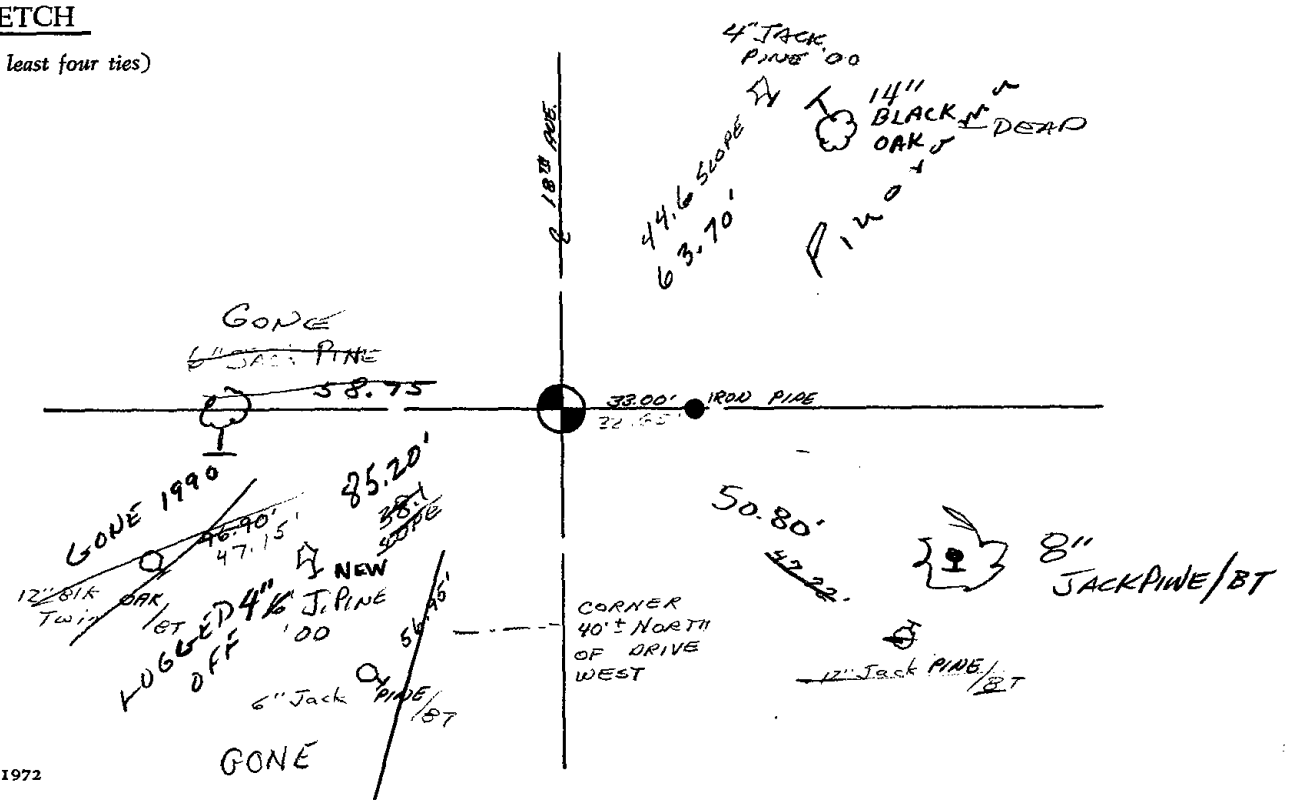 ETCH
least four ties)
4" JACK
PINE '00
14"
BLACK
OAK
DEAD
44.6 SLOPE
63.70'
℄ 18TH AVE.
GONE
6" JACK PINE
58.75
33.00'
IRON PIPE
GONE 1990
46.90'
47.15'
12" Blk
Twin OAK/BT
85.20'
38.1
SLOPE
NEW
4" 6" J. PINE
'00
LOGGED
OFF
56.95'
6" Jack PINE/BT
GONE
CORNER
40'± NORTH
OF DRIVE
WEST
50.80'
47.22
8"
JACKPINE/BT
12" Jack PINE/BT
1972